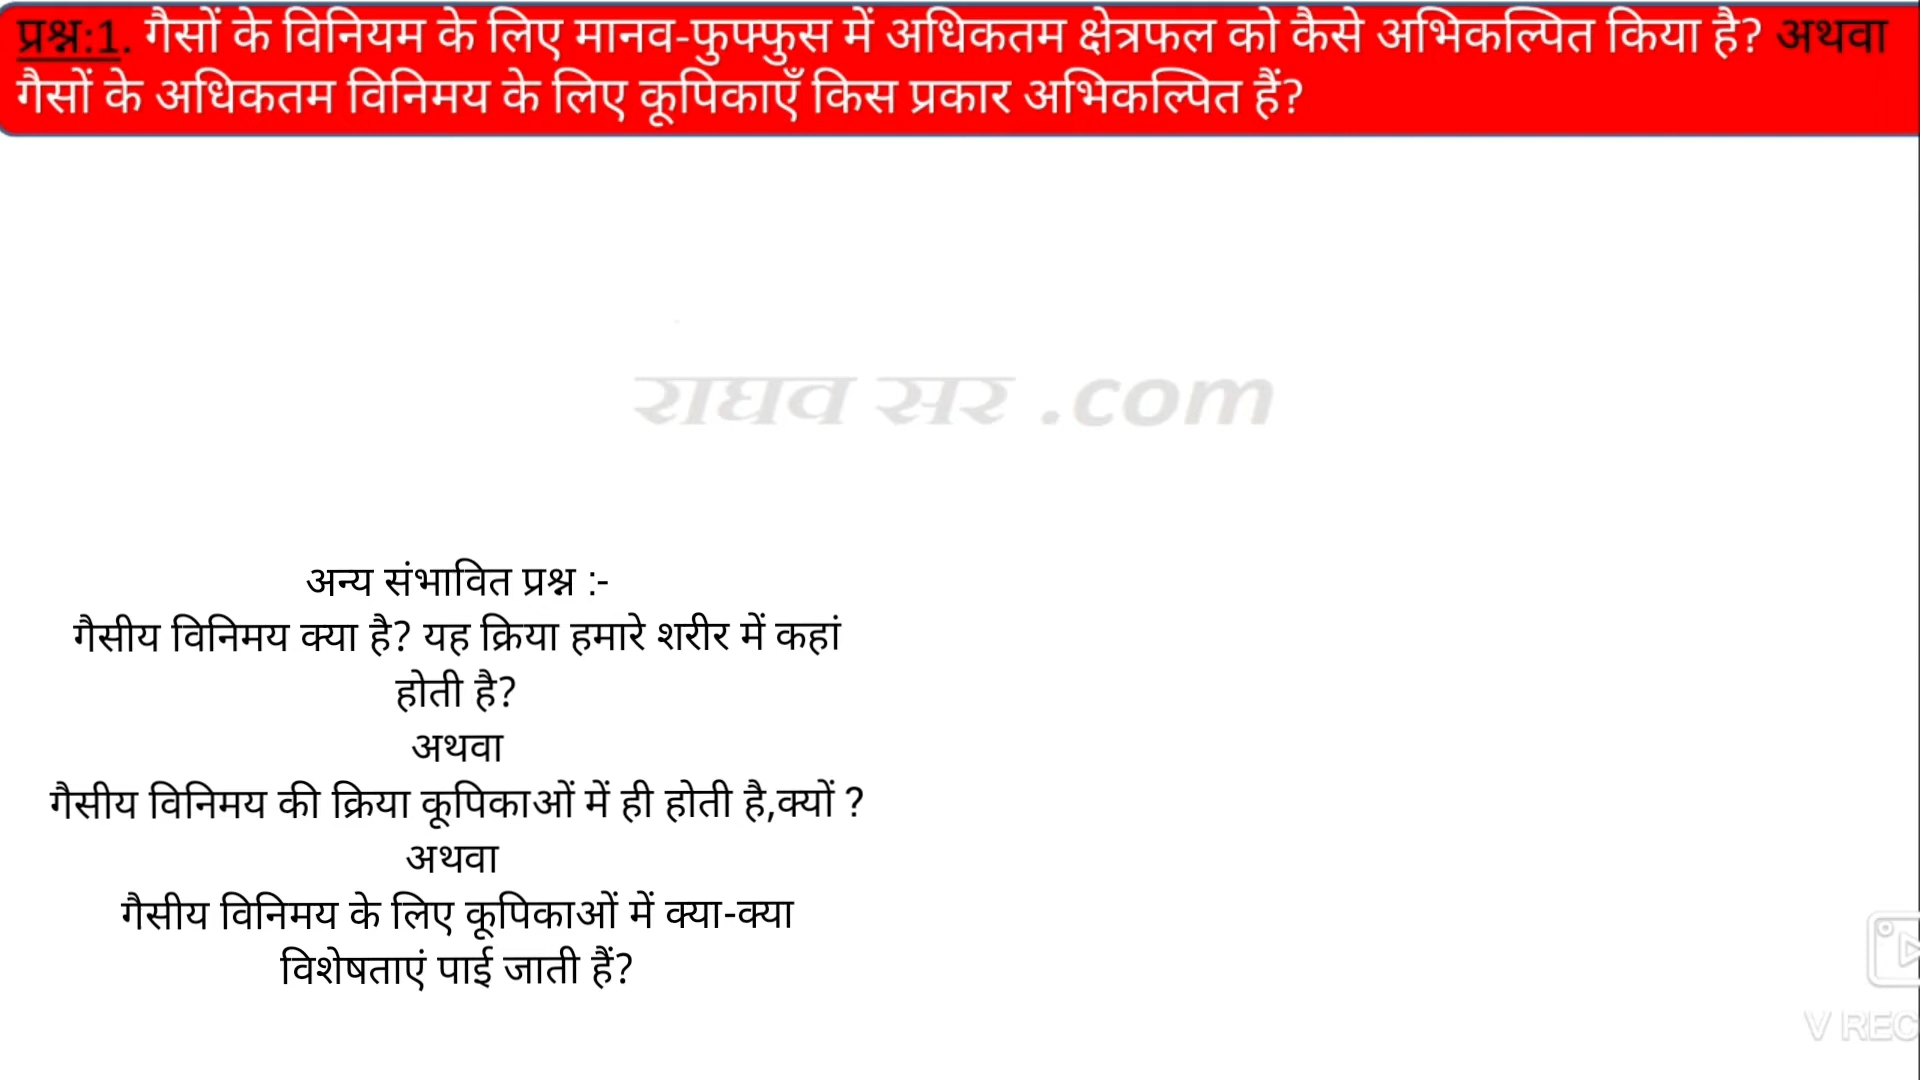 प्रश्न:1. गैसों के विनियम के लिए मानव-फुफ्फुस में अधिकतम क्षेत्रफल को कैसे अभिकल्पित किया है? अथवा
गैसों के अधिकतम विनिमय के लिए कूपिकाएँ किस प्रकार अभिकल्पित हैं?
राघव सर .com
अन्य संभावित प्रश्न :-
गैसीय विनिमय क्या है? यह क्रिया हमारे शरीर में कहां
होती है?
अथवा
गैसीय विनिमय की क्रिया कूपिकाओं में ही होती है,क्यों ?
अथवा
गैसीय विनिमय के लिए कूपिकाओं में क्या-क्या
विशेषताएं पाई जाती हैं?
V REC